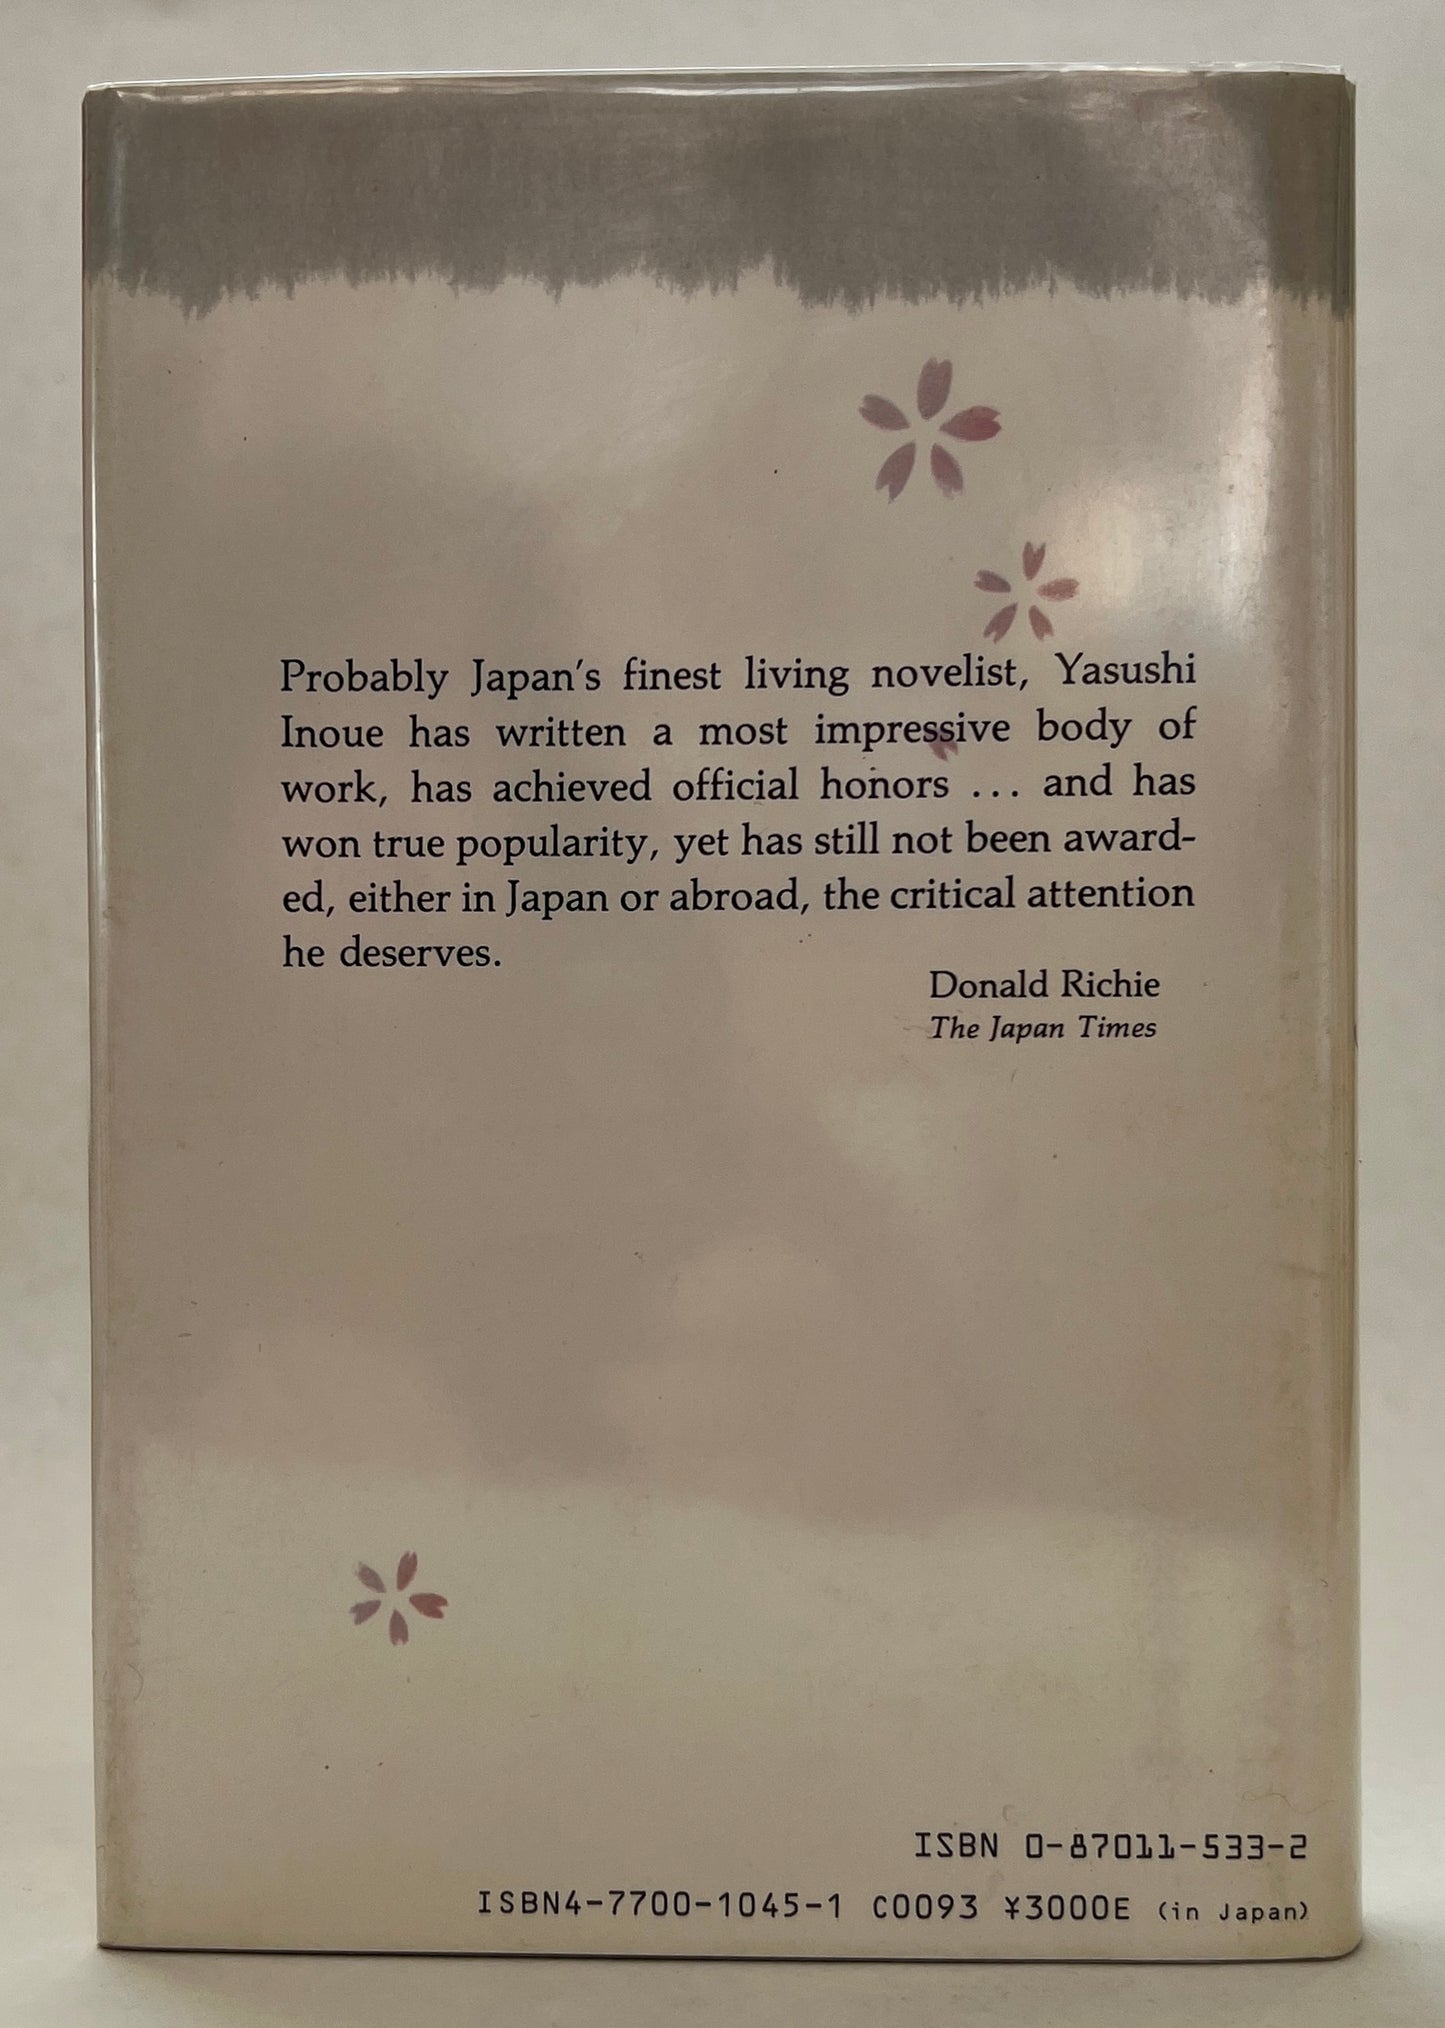 Probably Japan's finest living novelist, Yasushi
Inoue has written a most impressive body of
work, has achieved official honors ... and has
won true popularity, yet has still not been award-
ed, either in Japan or abroad, the critical attention
he deserves.
Donald Richie
The Japan Times
ISBN 0-87011-533-2
ISBN4-7700-1045-1 C0093 ¥3000E (in Japan)